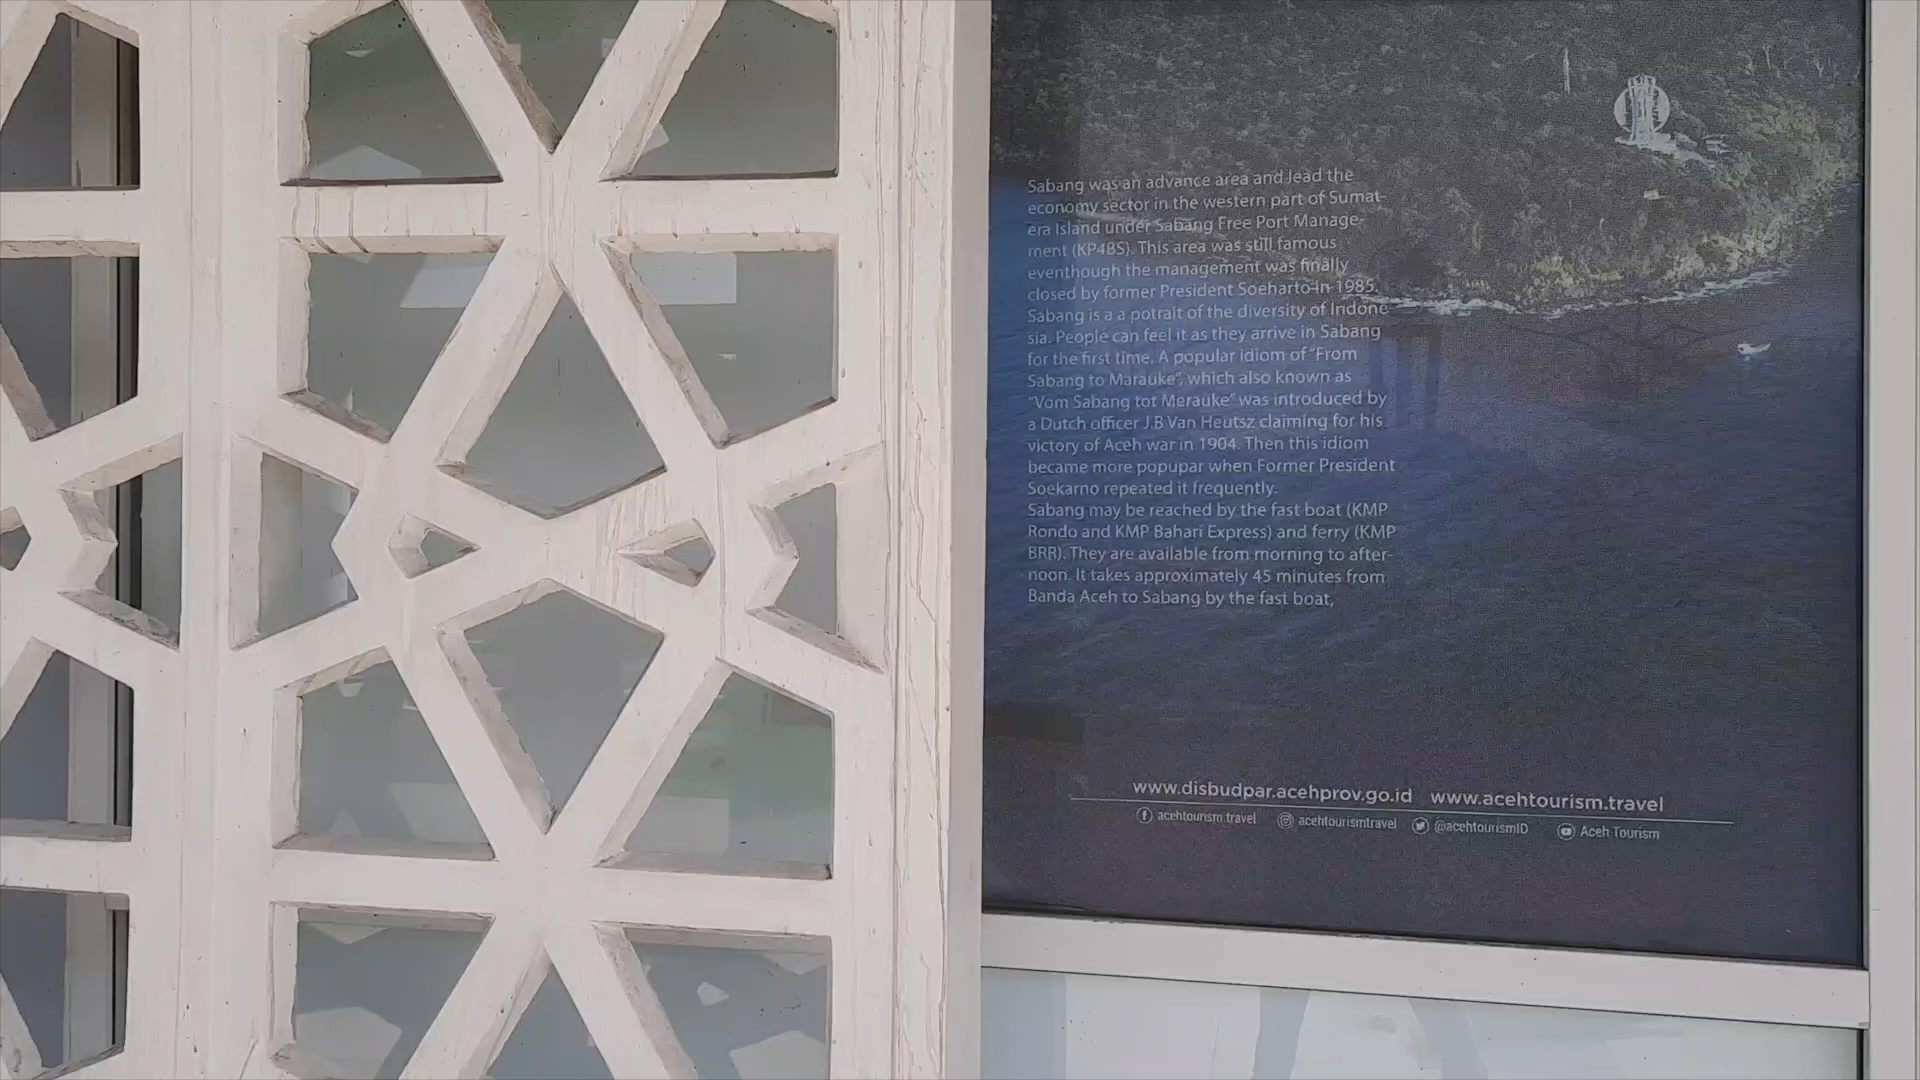 Sabang was an advance area and lead the
economy sector in the western part of Sumat-
era Island under Sabang Free Port Manage-
ment (KP4BS). This area was still famous
eventhough the management was finally
closed by former President Soeharto in 1985.
Sabang is a a potrait of the diversity of Indone
sia. People can feel it as they arrive in Sabang
for the first time. A popular idiom of "From
Sabang to Marauke", which also known as
"Vom Sabang tot Merauke" was introduced by
a Dutch officer J.B Van Heutsz claiming for his
victory of Aceh war in 1904. Then this idiom
became more popupar when Former President
Soekarno repeated it frequently.
Sabang may be reached by the fast boat (KMP
Rondo and KMP Bahari Express) and ferry (KMP
BRR). They are available from morning to after-
noon. It takes approximately 45 minutes from
Banda Aceh to Sabang by the fast boat,
www.disbudpar.acehprov.go.id www.acehtourism.travel
acehtourism.travel acehtourismtravel @acehtourismID Aceh Tourism